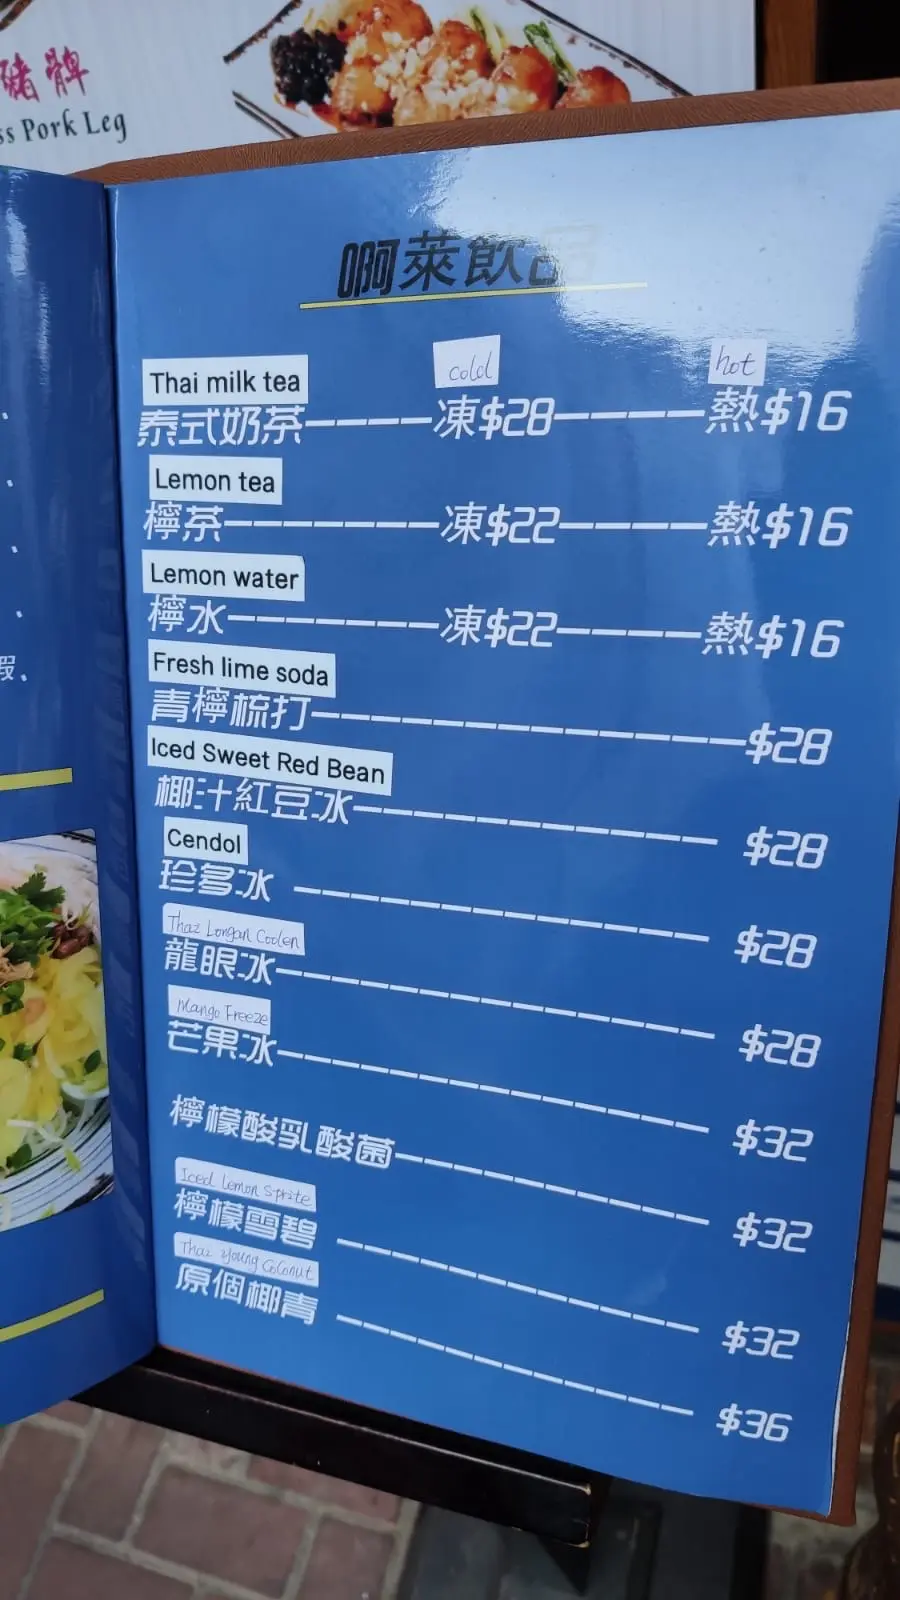 豬髀
ss Pork Leg
啊萊飲品
cold hot
Thai milk tea
泰式奶茶 凍$28 熱$16
Lemon tea
檸茶 凍$22 熱$16
Lemon water
檸水 凍$22 熱$16
Fresh lime soda
青檸梳打 $28
Iced Sweet Red Bean
椰汁紅豆冰 $28
Cendol
珍多冰 $28
Thai Longan Coolen
龍眼冰 $28
Mango Freeze
芒果冰 $32
檸檬酸乳酸菌 $32
Iced Lemon Sprite
檸檬雪碧 $32
Thai Young Coconut
原個椰青 $36